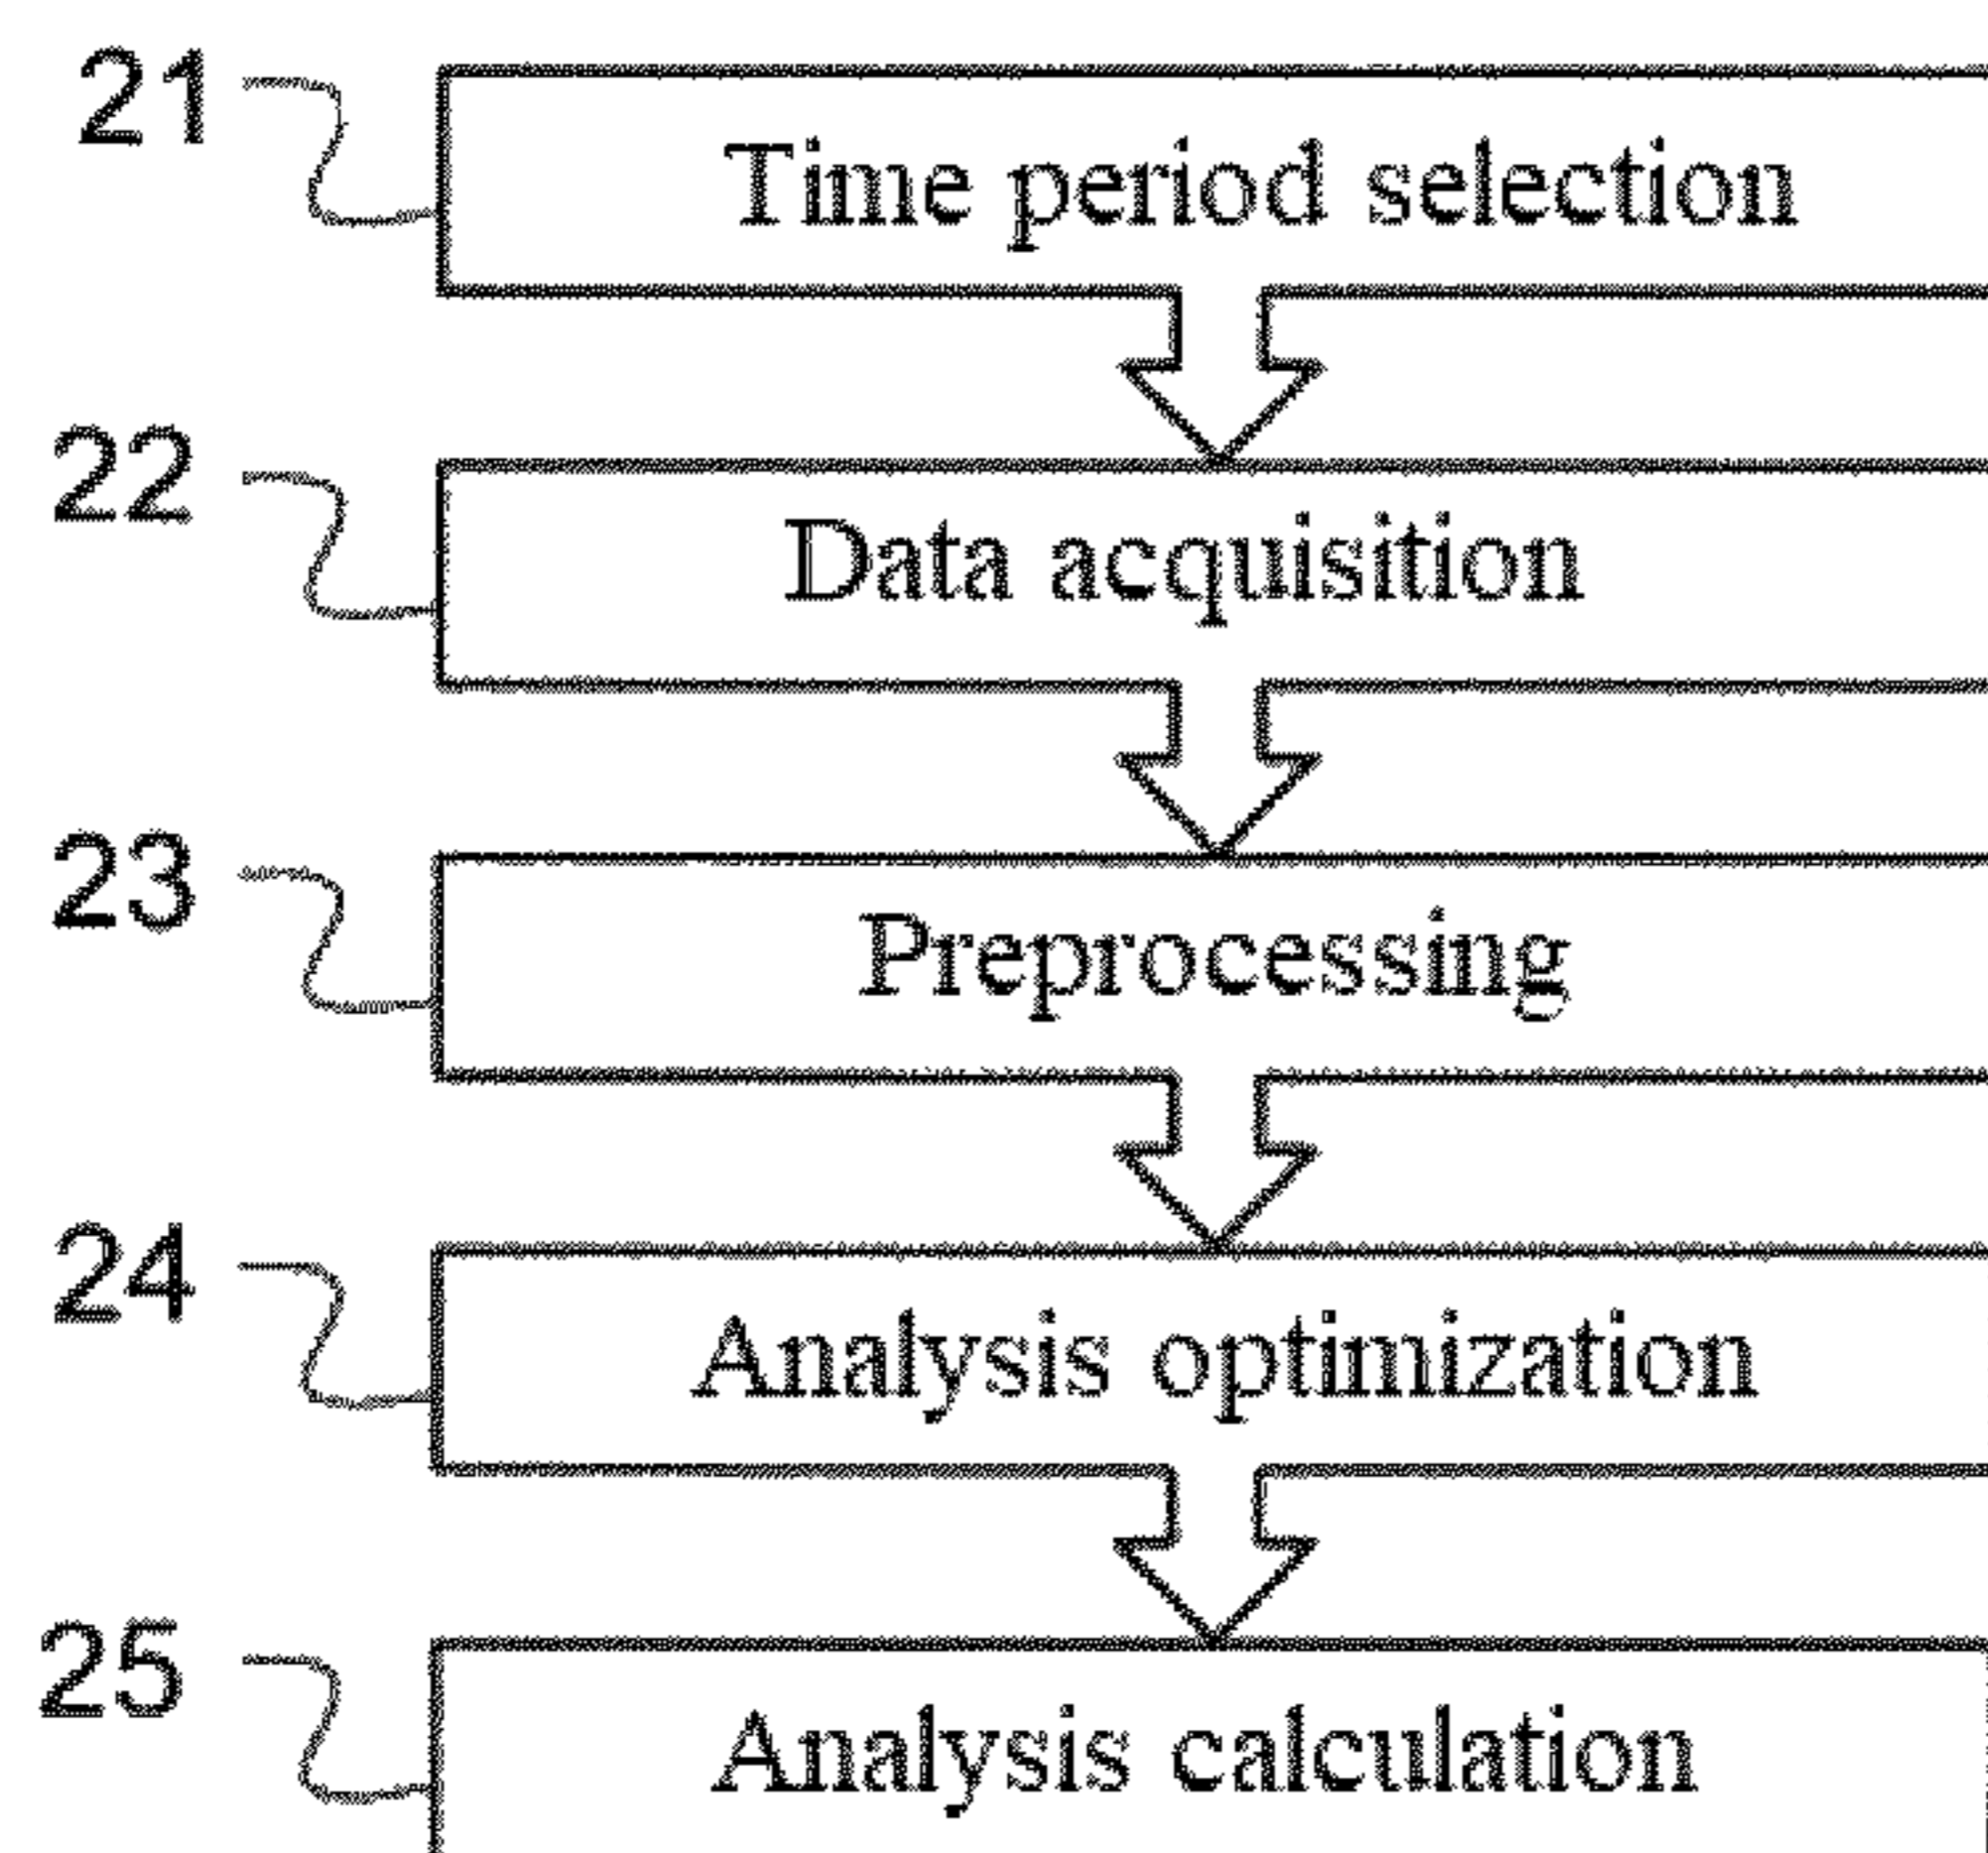 21 Time period selection
22 Data acquisition
23 Preprocessing
24 Analysis optimization
25 Analysis calculation